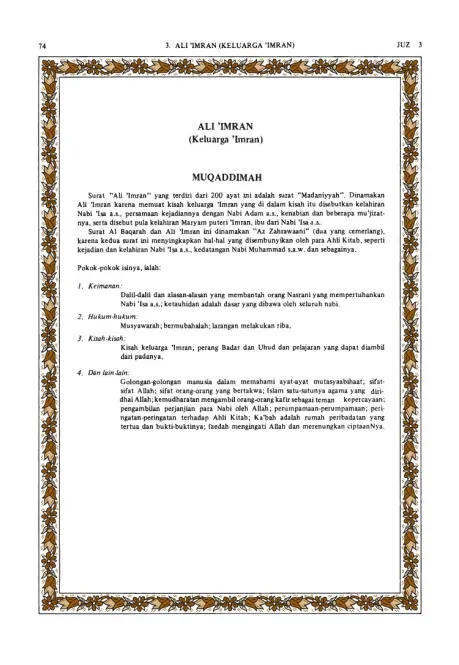 74 3. ALI 'IMRAN (KELUARGA 'IMRAN) JUZ 3
ALI 'IMRAN
(Keluarga 'Imran)
MUQADDIMAH
Surat "Ali 'Imran" yang terdiri dari 200 ayat ini adalah surat "Madaniyyah". Dinamakan
Ali 'Imran karena memuat kisah keluarga 'Imran yang di dalam kisah itu disebutkan kelahiran
Nabi 'Isa a.s., persamaan kejadiannya dengan Nabi Adam a.s., kenabian dan beberapa mu'jizat-
nya, serta disebut pula kelahiran Maryam puteri 'Imran, ibu dari Nabi 'Isa a.s.
Surat Al Baqarah dan Ali 'Imran ini dinamakan "Az Zahrawaani" (dua yang cemerlang),
karena kedua surat ini menyingkapkan hal-hal yang disembunyikan oleh para Ahli Kitab, seperti
kejadian dan kelahiran Nabi 'Isa a.s., kedatangan Nabi Muhammad s.a.w. dan sebagainya.
Pokok-pokok isinya, ialah:
1. Keimanan:
Dalil-dalil dan alasan-alasan yang membantah orang Nasrani yang mempertuhankan
Nabi 'Isa a.s.; ketauhidan adalah dasar yang dibawa oleh seluruh nabi.
2. Hukum-hukum:
Musyawarah; bermubahalah; larangan melakukan riba.
3. Kisah-kisah:
Kisah keluarga 'Imran; perang Badar dan Uhud dan pelajaran yang dapat diambil
dari padanya.
4. Dan lain-lain:
Golongan-golongan manusia dalam memahami ayat-ayat mutasyaabihaat; sifat-
sifat Allah; sifat orang-orang yang bertakwa; Islam satu-satunya agama yang diri-
dhai Allah; kemudharatan mengambil orang-orang kafir sebagai teman kepercayaan;
pengambilan perjanjian para Nabi oleh Allah; perumpamaan-perumpamaan; peri-
ngatan-peringatan terhadap Ahli Kitab; Ka'bah adalah rumah peribadatan yang
tertua dan bukti-buktinya; faedah mengingati Allah dan merenungkan ciptaanNya.